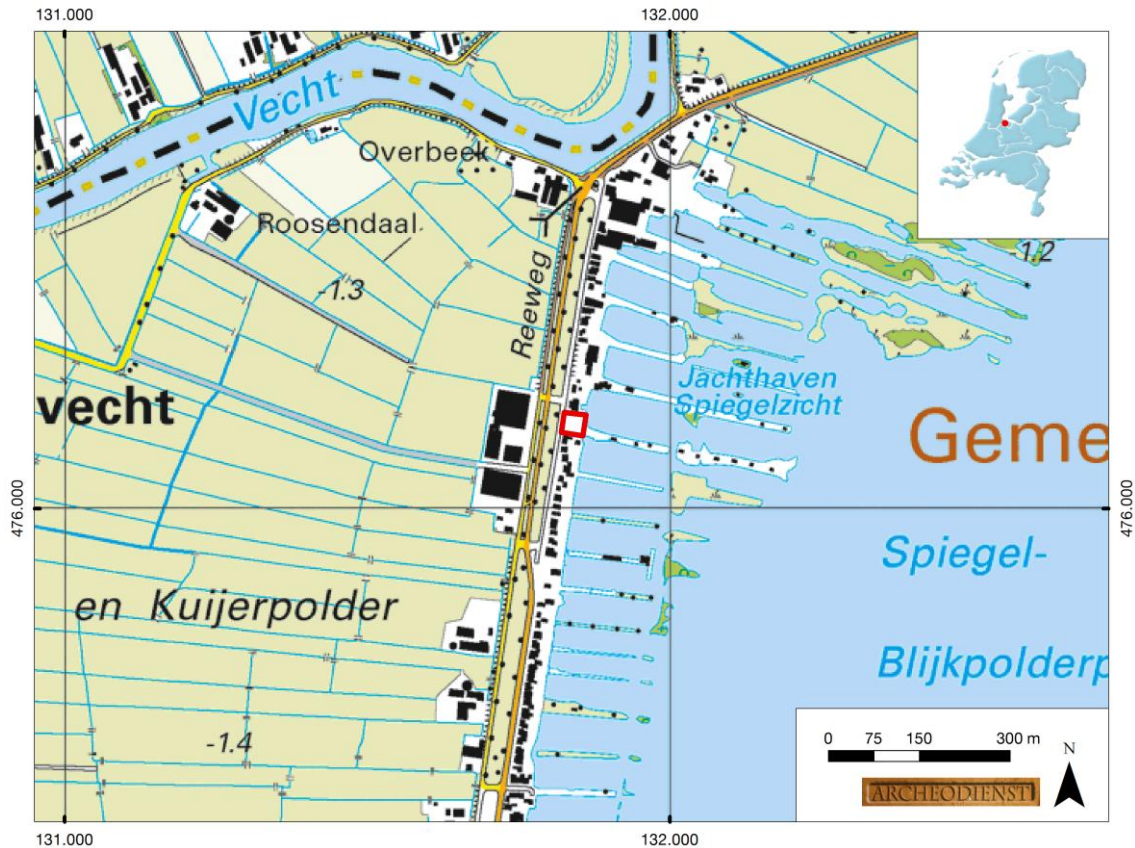 131.000
132.000
Vecht
Overbeek
Roosendaal
-1.2
-1.3
Reeweg
Jachthaven
Spiegelzicht
vecht
Geme
476.000
476.000
Spiegel-
en Kuijerpolder
Blijkpolderp
-1.4
0 75 150 300 m
N
ARCHEODIENST
131.000
132.000